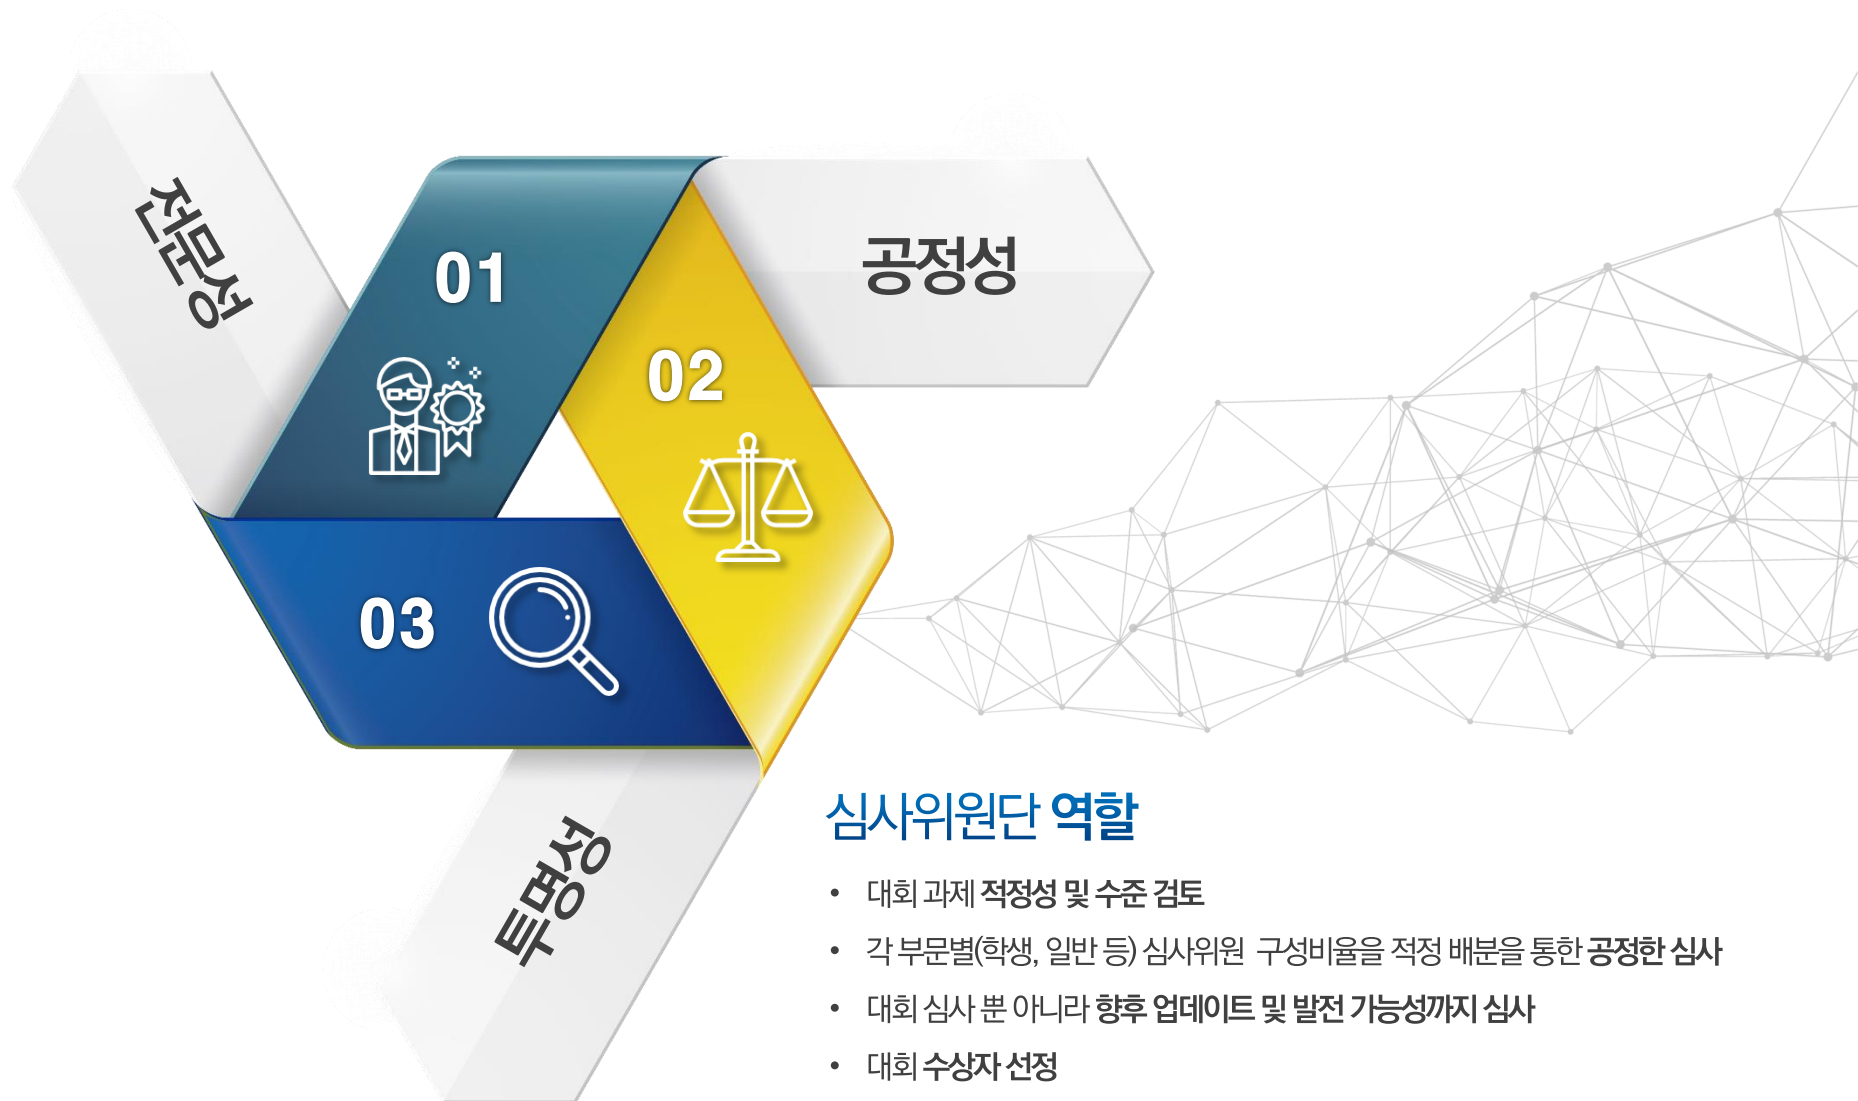 전문성
01
공정성
02
03
투명성
심사위원단 역할
• 대회 과제 적정성 및 수준 검토
• 각 부문별(학생, 일반 등) 심사위원 구성비율을 적정 배분을 통한 공정한 심사
• 대회 심사 뿐 아니라 향후 업데이트 및 발전 가능성까지 심사
• 대회 수상자 선정